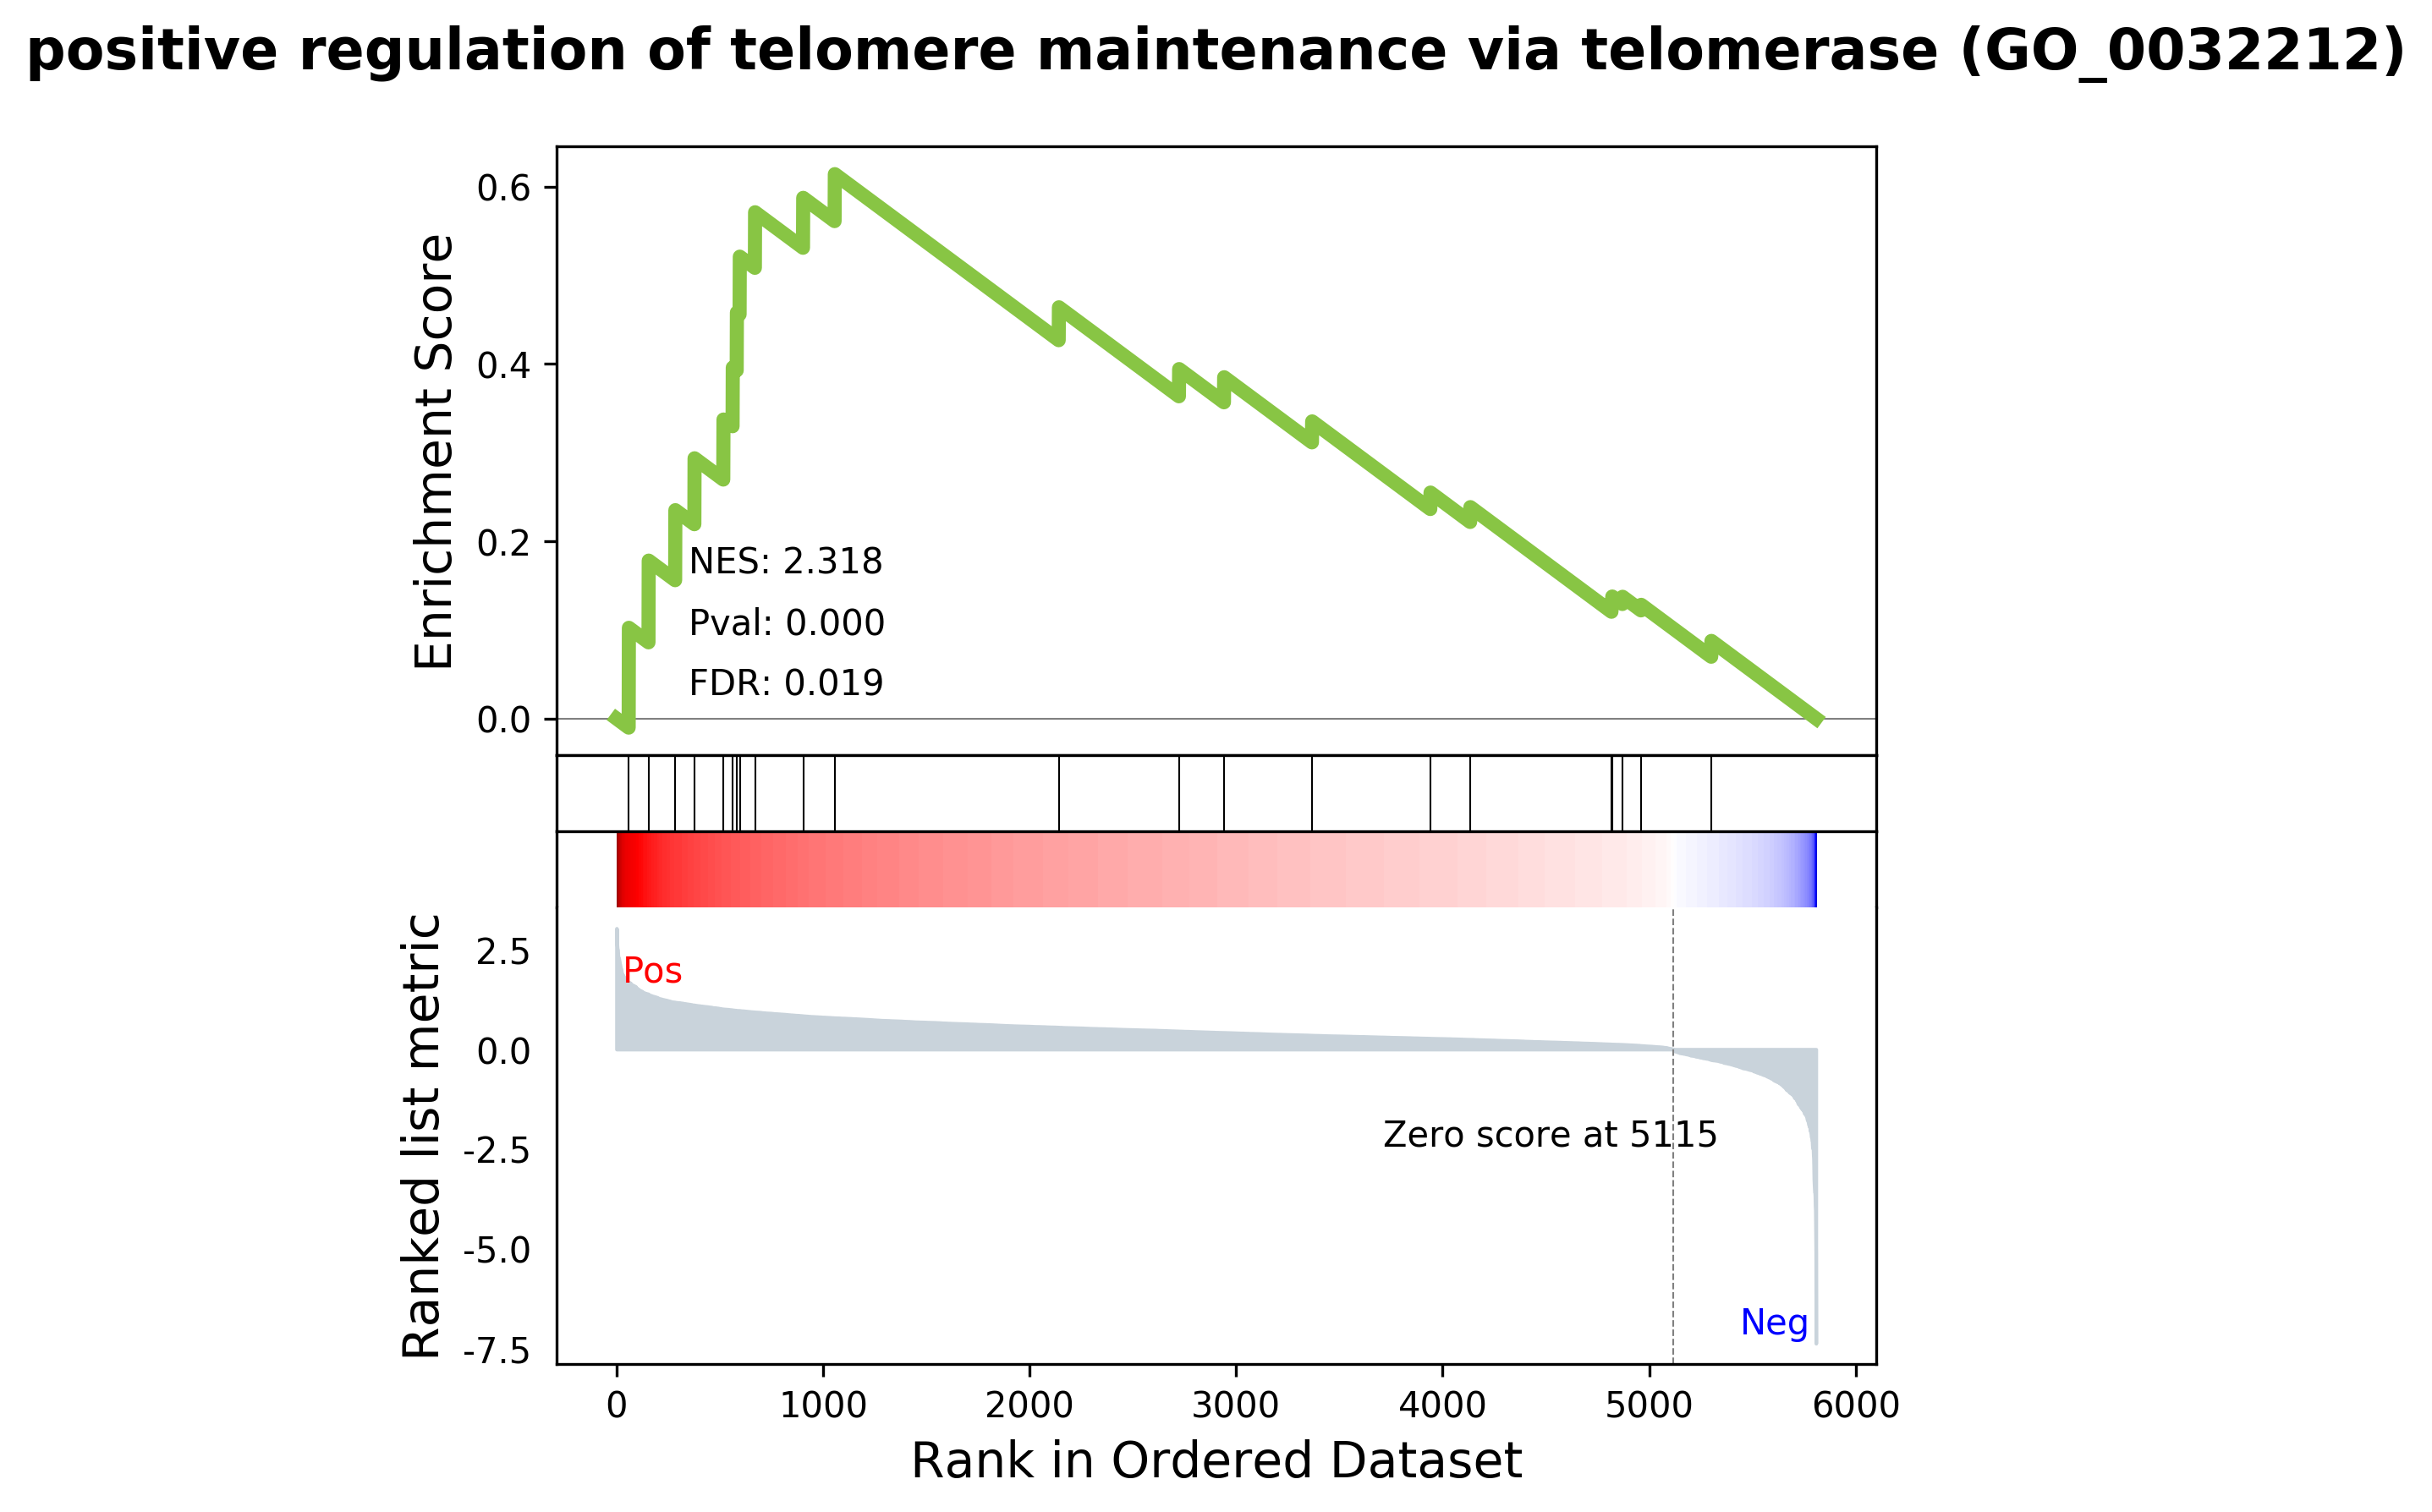 positive regulation of telomere maintenance via telomerase (GO_0032212)
Enrichment Score
0.6
0.4
0.2
0.0
NES: 2.318
Pval: 0.000
FDR: 0.019
Ranked list metric
2.5
0.0
-2.5
-5.0
-7.5
Pos
Zero score at 5115
Neg
0 1000 2000 3000 4000 5000 6000
Rank in Ordered Dataset